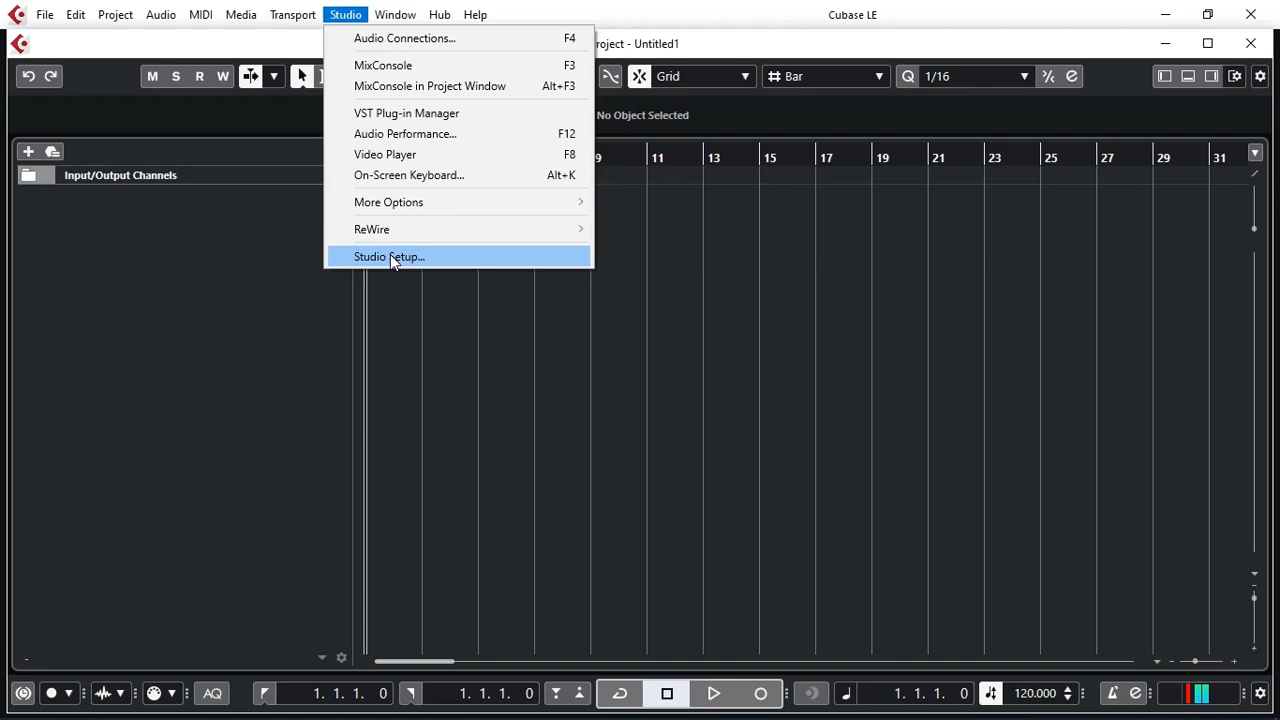 File Edit Project Audio MIDI Media Transport Studio Window Hub Help Cubase LE
roject - Untitled1
M S R W Grid Bar Q 1/16 e
No Object Selected
Audio Connections... F4
MixConsole F3
MixConsole in Project Window Alt+F3
VST Plug-in Manager
Audio Performance... F12
Video Player F8
On-Screen Keyboard... Alt+K
More Options
ReWire
Studio Setup...
9 11 13 15 17 19 21 23 25 27 29 31
Input/Output Channels
AQ 1. 1. 1. 0 1. 1. 1. 0 1. 1. 1. 0 120.000 e